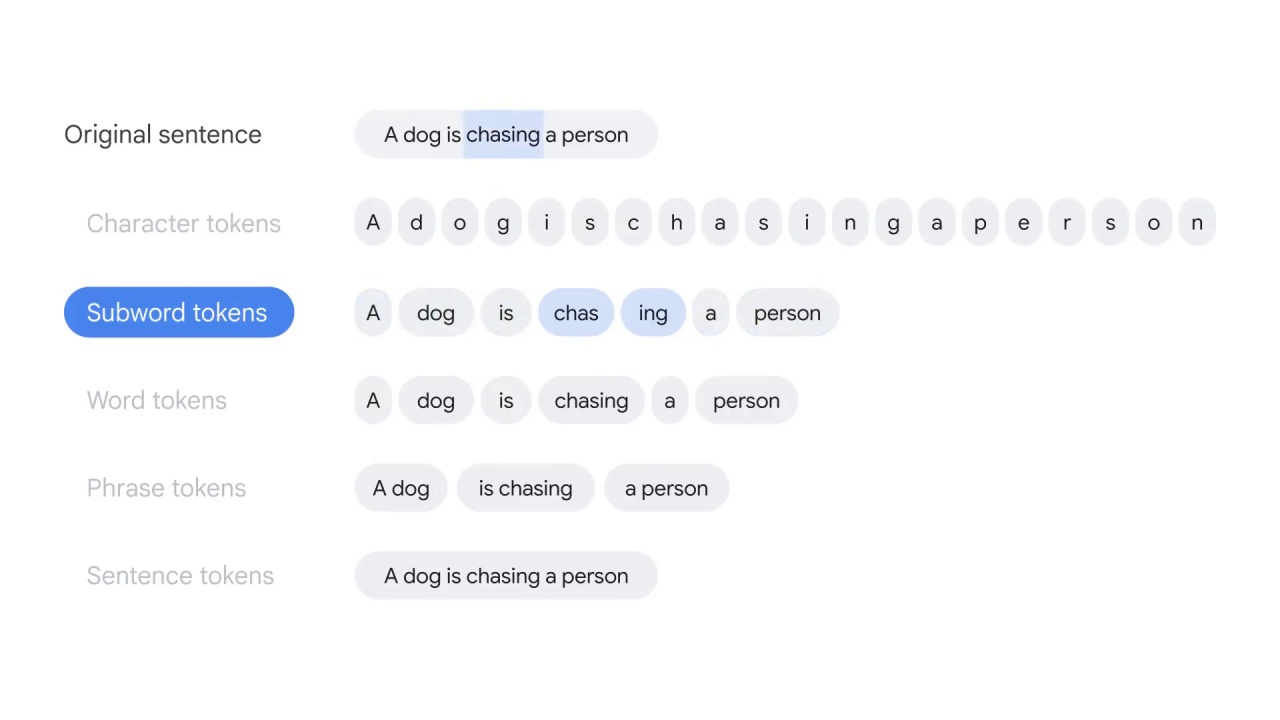 Original sentence A dog is chasing a person
Character tokens A d o g i s c h a s i n g a p e r s o n
Subword tokens A dog is chas ing a person
Word tokens A dog is chasing a person
Phrase tokens A dog is chasing a person
Sentence tokens A dog is chasing a person